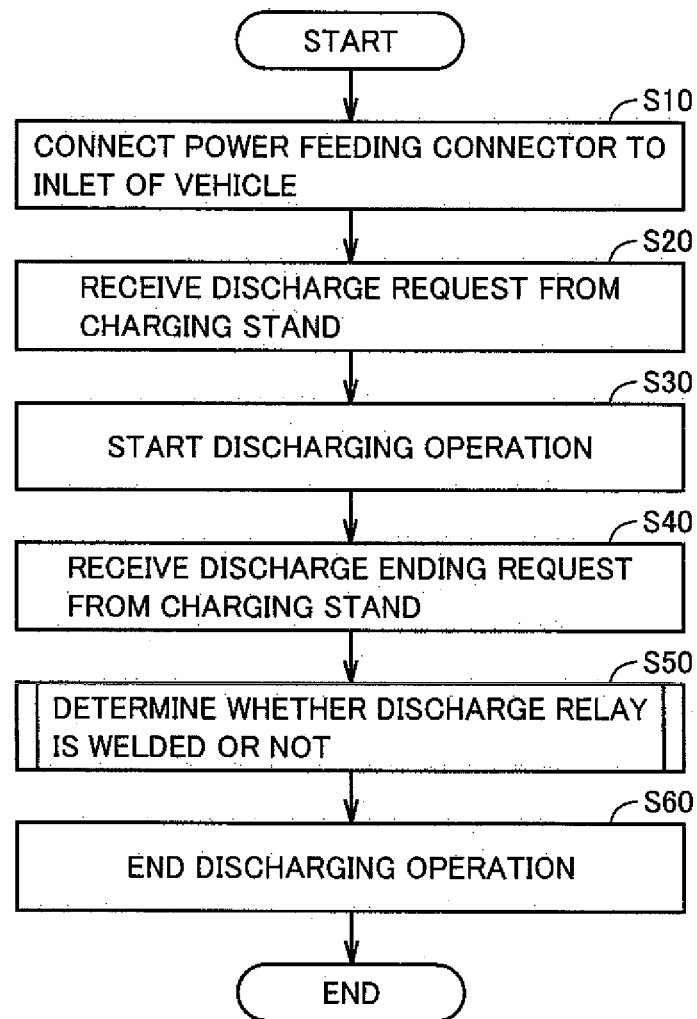 START
S10
CONNECT POWER FEEDING CONNECTOR TO
INLET OF VEHICLE
S20
RECEIVE DISCHARGE REQUEST FROM
CHARGING STAND
S30
START DISCHARGING OPERATION
S40
RECEIVE DISCHARGE ENDING REQUEST
FROM CHARGING STAND
S50
DETERMINE WHETHER DISCHARGE RELAY
IS WELDED OR NOT
S60
END DISCHARGING OPERATION
END